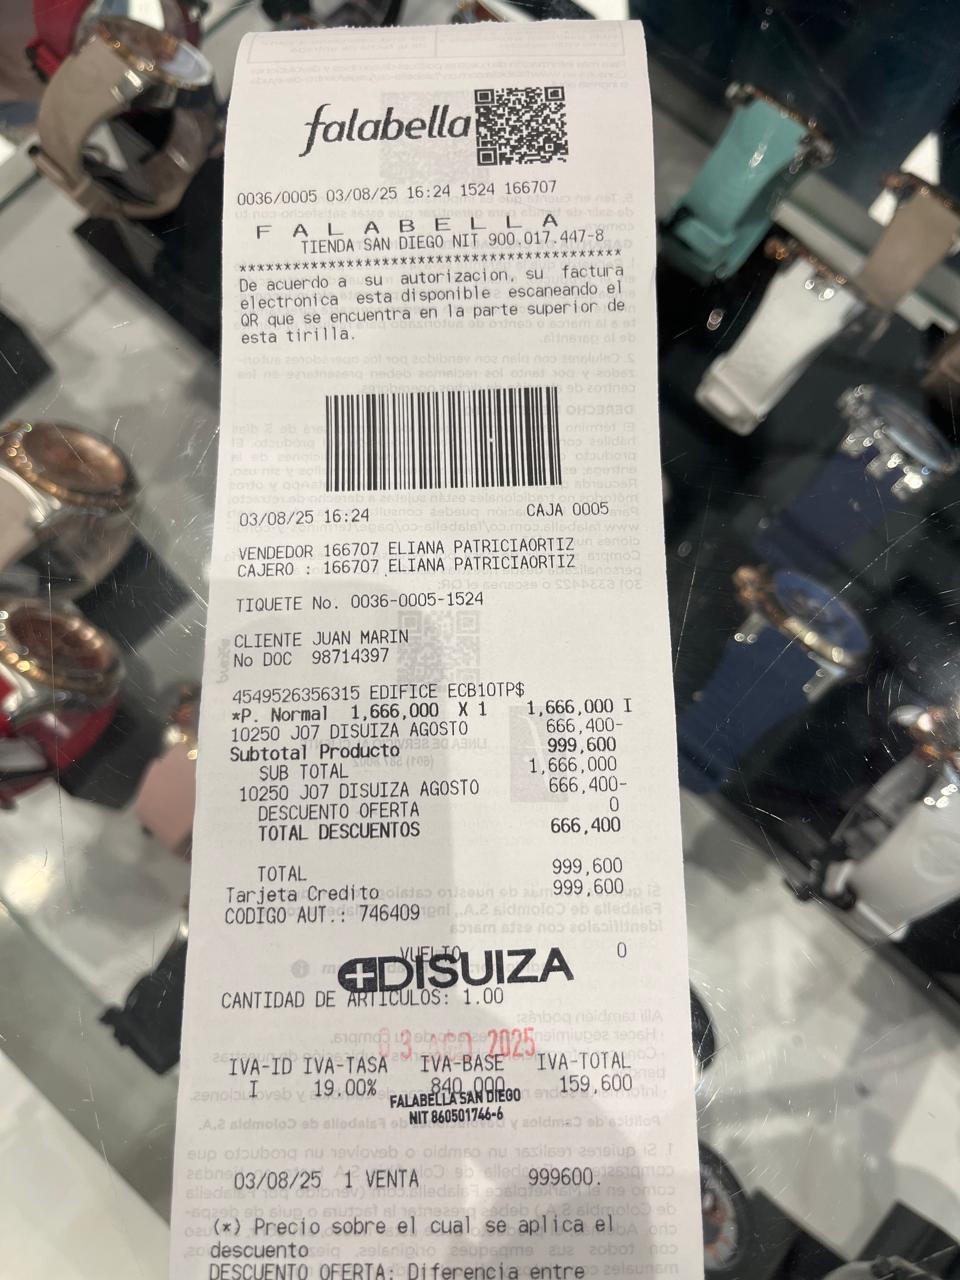 falabella
0036/0005 03/08/25 16:24 1524 166707
F A L A B E L L A
TIENDA SAN DIEGO NIT 900.017.447-8
******************************************
De acuerdo a su autorizacion, su factura
electronica esta disponible escaneando el
QR que se encuentra en la parte superior de
esta tirilla.
03/08/25 16:24 CAJA 0005
VENDEDOR 166707 ELIANA PATRICIAORTIZ
CAJERO : 166707 ELIANA PATRICIAORTIZ
TIQUETE No. 0036-0005-1524
CLIENTE JUAN MARIN
No DOC 98714397
4549526356315 EDIFICE ECB10TP$
*P. Normal 1,666,000 X 1 1,666,000 I
10250 J07 DISUIZA AGOSTO 666,400-
Subtotal Producto 999,600
SUB TOTAL 1,666,000
10250 J07 DISUIZA AGOSTO 666,400-
DESCUENTO OFERTA 0
TOTAL DESCUENTOS 666,400
TOTAL 999,600
Tarjeta Credito 999,600
CODIGO AUT.: 746409
VUELTO 0
DISUIZA
CANTIDAD DE ARTICULOS: 1.00
03 AGO 2025
IVA-ID IVA-TASA IVA-BASE IVA-TOTAL
I 19.00% 840,000 159,600
FALABELLA SAN DIEGO
NIT 860501746-6
03/08/25 1 VENTA 999600.
(*) Precio sobre el cual se aplica el
descuento
DESCUENTO OFERTA: Diferencia entre